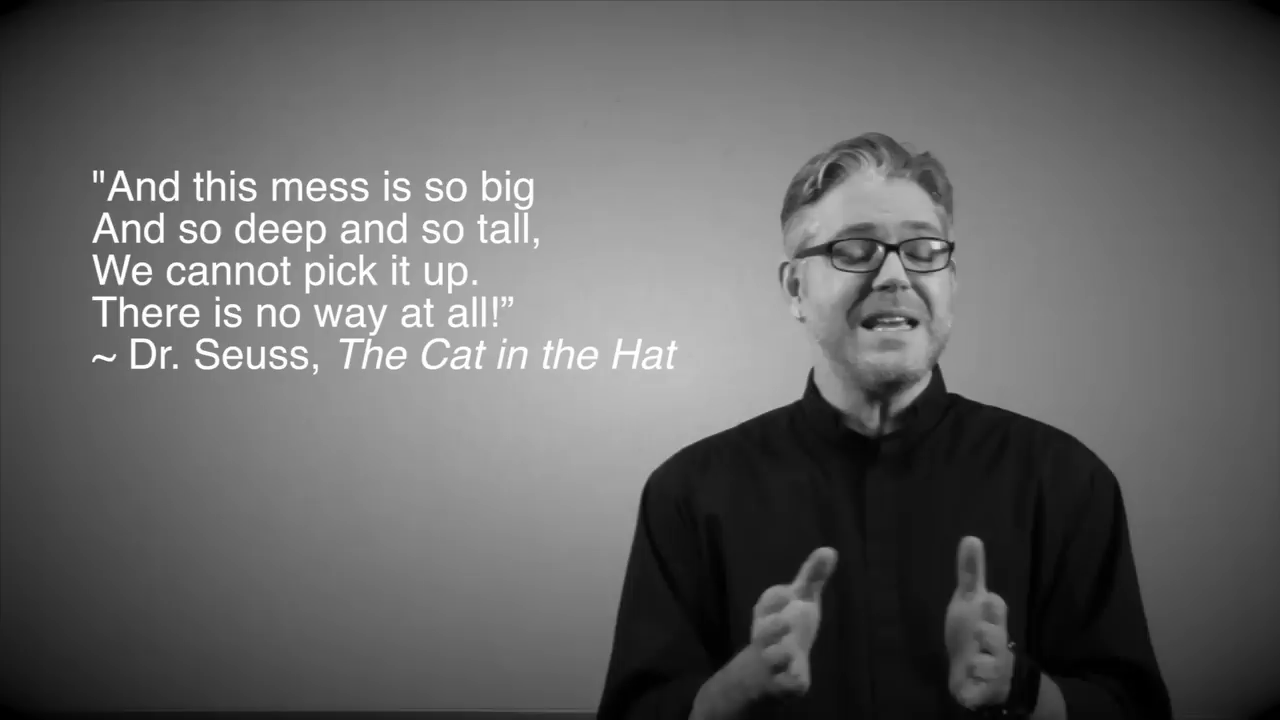 "And this mess is so big
And so deep and so tall,
We cannot pick it up.
There is no way at all!”
~ Dr. Seuss, The Cat in the Hat